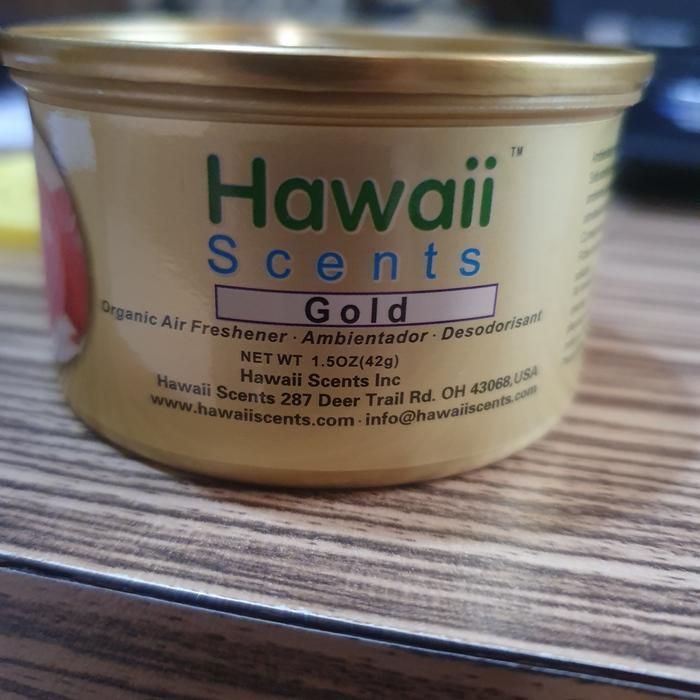 Hawaii™
Scents
Gold
Organic Air Freshener · Ambientador · Desodorisant
NET WT 1.5OZ(42g)
Hawaii Scents Inc
Hawaii Scents 287 Deer Trail Rd. OH 43068,USA
www.hawaiiscents.com · info@hawaiiscents.com